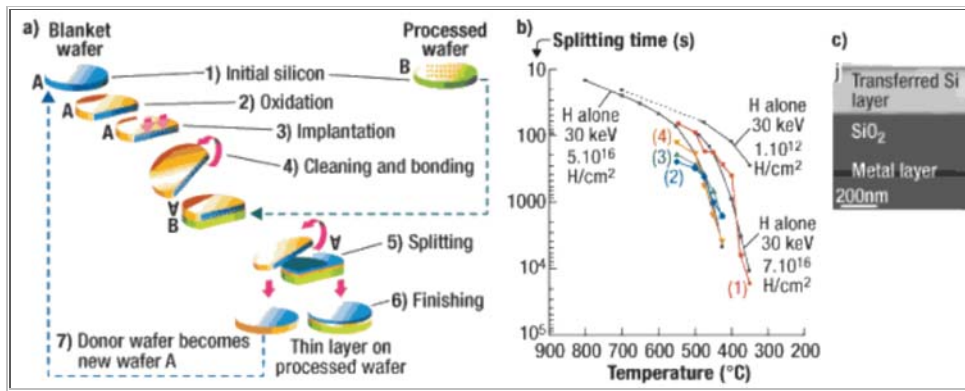 a) Blanket
wafer
Processed
wafer
A
1) Initial silicon
B
A
2) Oxidation
A
3) Implantation
4) Cleaning and bonding
A
B
A
5) Splitting
6) Finishing
7) Donor wafer becomes
new wafer A
Thin layer on
processed wafer
b)
Splitting time (s)
10
100
1000
10⁴
10⁵
900 800 700 600 500 400 300 200
Temperature (°C)
H alone
30 keV
5.10¹⁶
H/cm²
(4)
(3)
(2)
H alone
30 keV
1.10¹²
H/cm²
H alone
30 keV
7.10¹⁶
H/cm²
(1)
c)
j
Transferred Si
layer
SiO₂
Metal layer
200nm